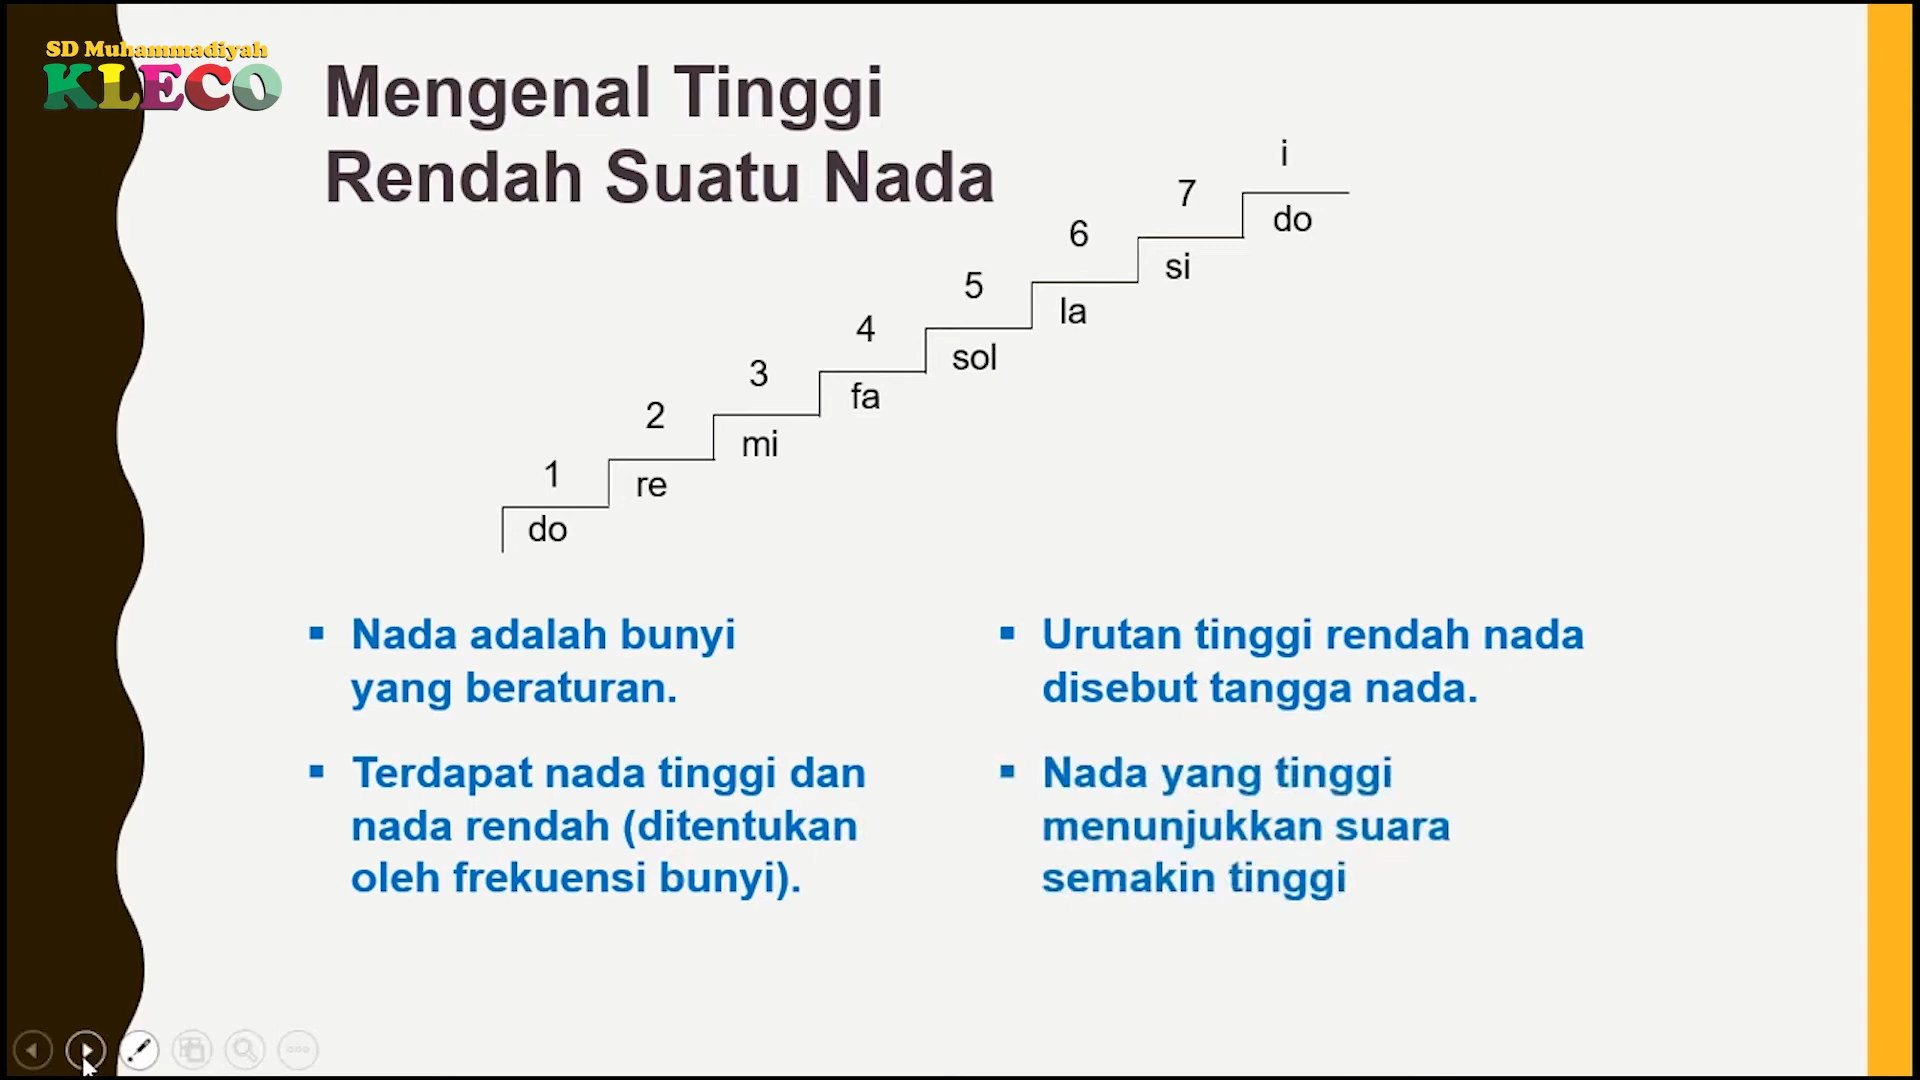 SD Muhammadiyah
KLECO
Mengenal Tinggi
Rendah Suatu Nada
i
do
7
si
6
la
5
sol
4
fa
3
mi
2
re
1
do
Nada adalah bunyi
yang beraturan.
Terdapat nada tinggi dan
nada rendah (ditentukan
oleh frekuensi bunyi).
Urutan tinggi rendah nada
disebut tangga nada.
Nada yang tinggi
menunjukkan suara
semakin tinggi